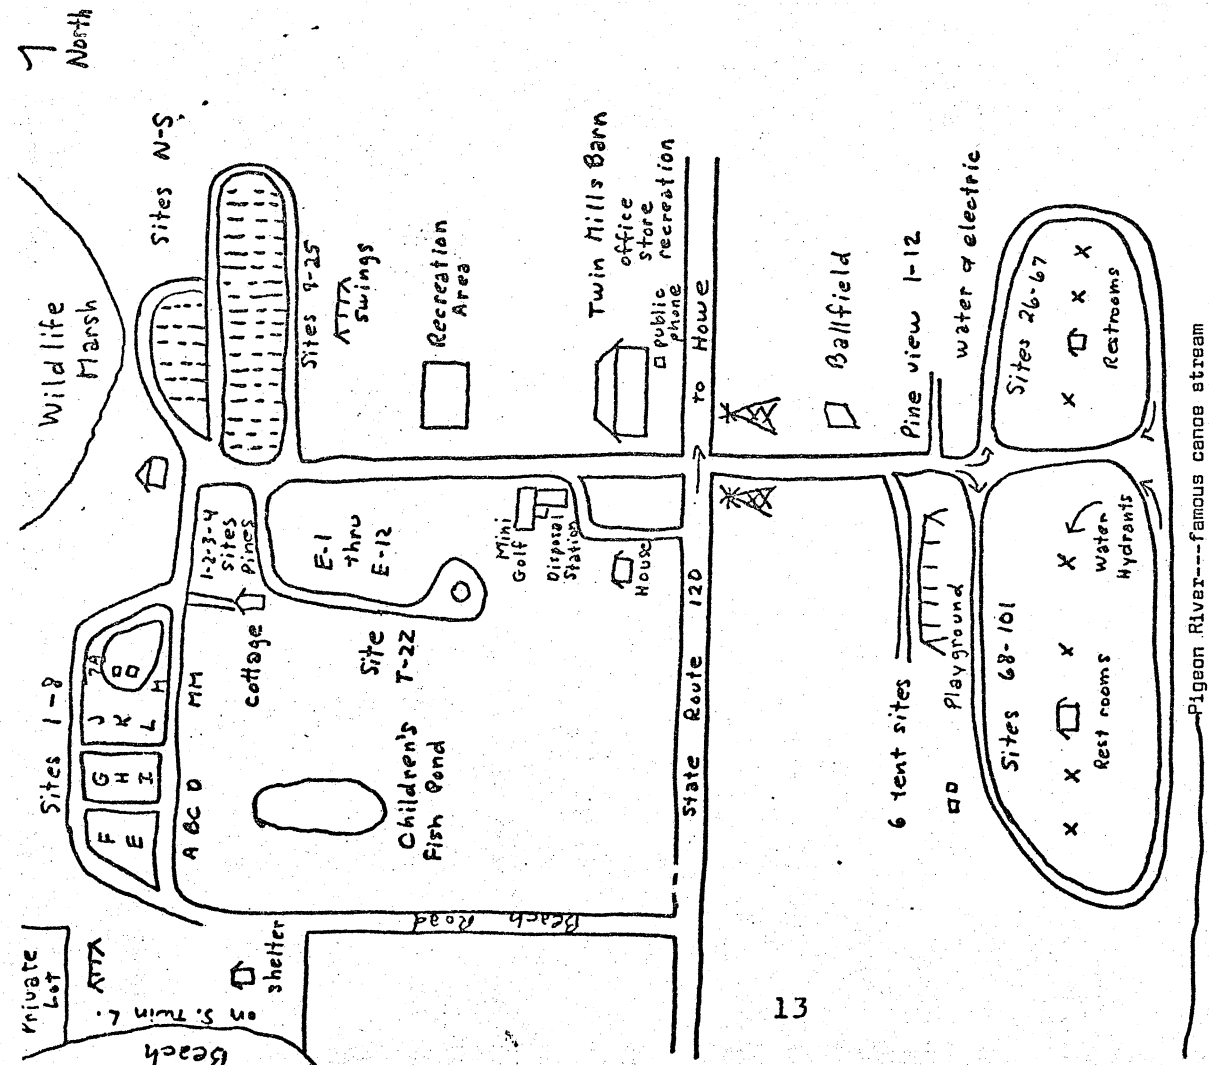 North
Wildlife
Marsh
Sites N-S
Sites 9-25
Swings
Recreation
Area
Twin Mills Barn
office
store
recreation
public
phone
to Howe
Ballfield
Pine view 1-12
water & electric
Sites 26-67
Restrooms
1-2-3-4
Sites
Pines
E-1
thru
E-12
Mini
Golf
Disposal
Station
House
Water
Hydrants
Sites 1-8
J
K
L
7A
M
G
H
I
F
E
A BC D MM
cottage
Site
T-22
Children's
Fish Pond
State Route 120
6 tent sites
Playground
Sites 68-101
Rest rooms
Beach Road
Private
Lot
shelter
on S. Twin L.
Beach
Pigeon River---famous canoe stream
13